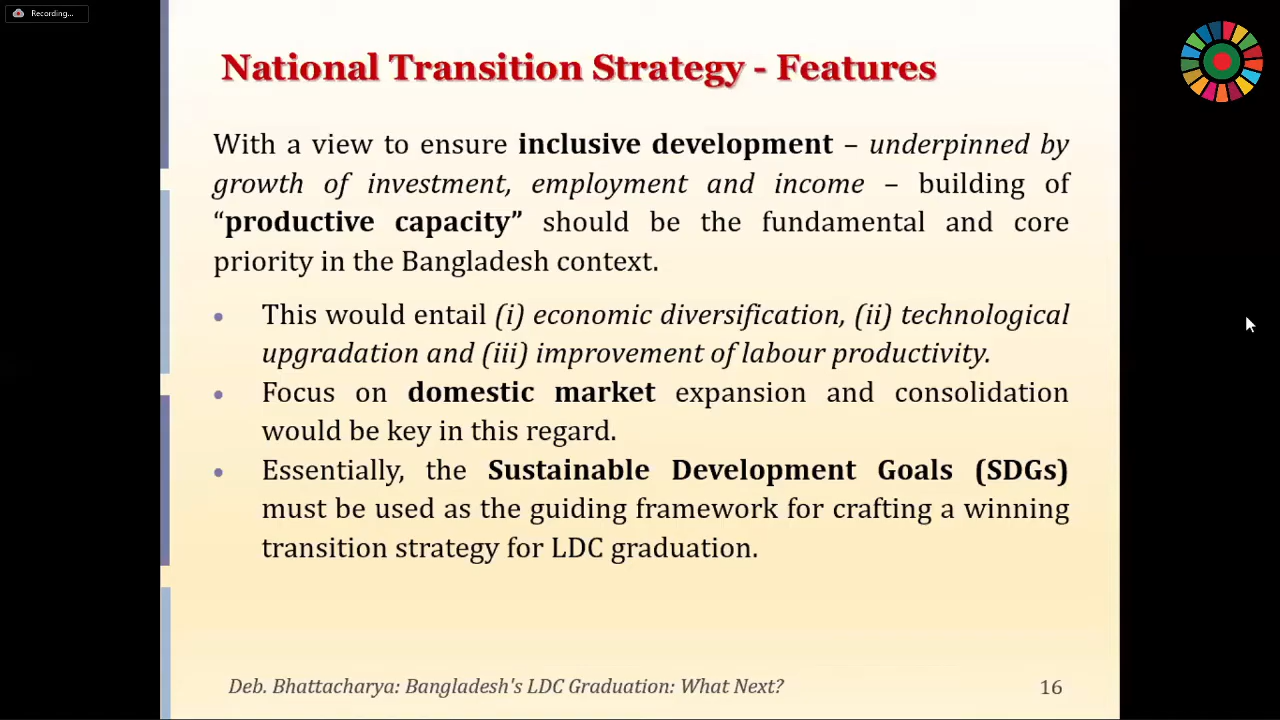 Recording...
National Transition Strategy - Features
With a view to ensure inclusive development – underpinned by
growth of investment, employment and income – building of
“productive capacity” should be the fundamental and core
priority in the Bangladesh context.
• This would entail (i) economic diversification, (ii) technological
upgradation and (iii) improvement of labour productivity.
• Focus on domestic market expansion and consolidation
would be key in this regard.
• Essentially, the Sustainable Development Goals (SDGs)
must be used as the guiding framework for crafting a winning
transition strategy for LDC graduation.
Deb. Bhattacharya: Bangladesh's LDC Graduation: What Next?
16